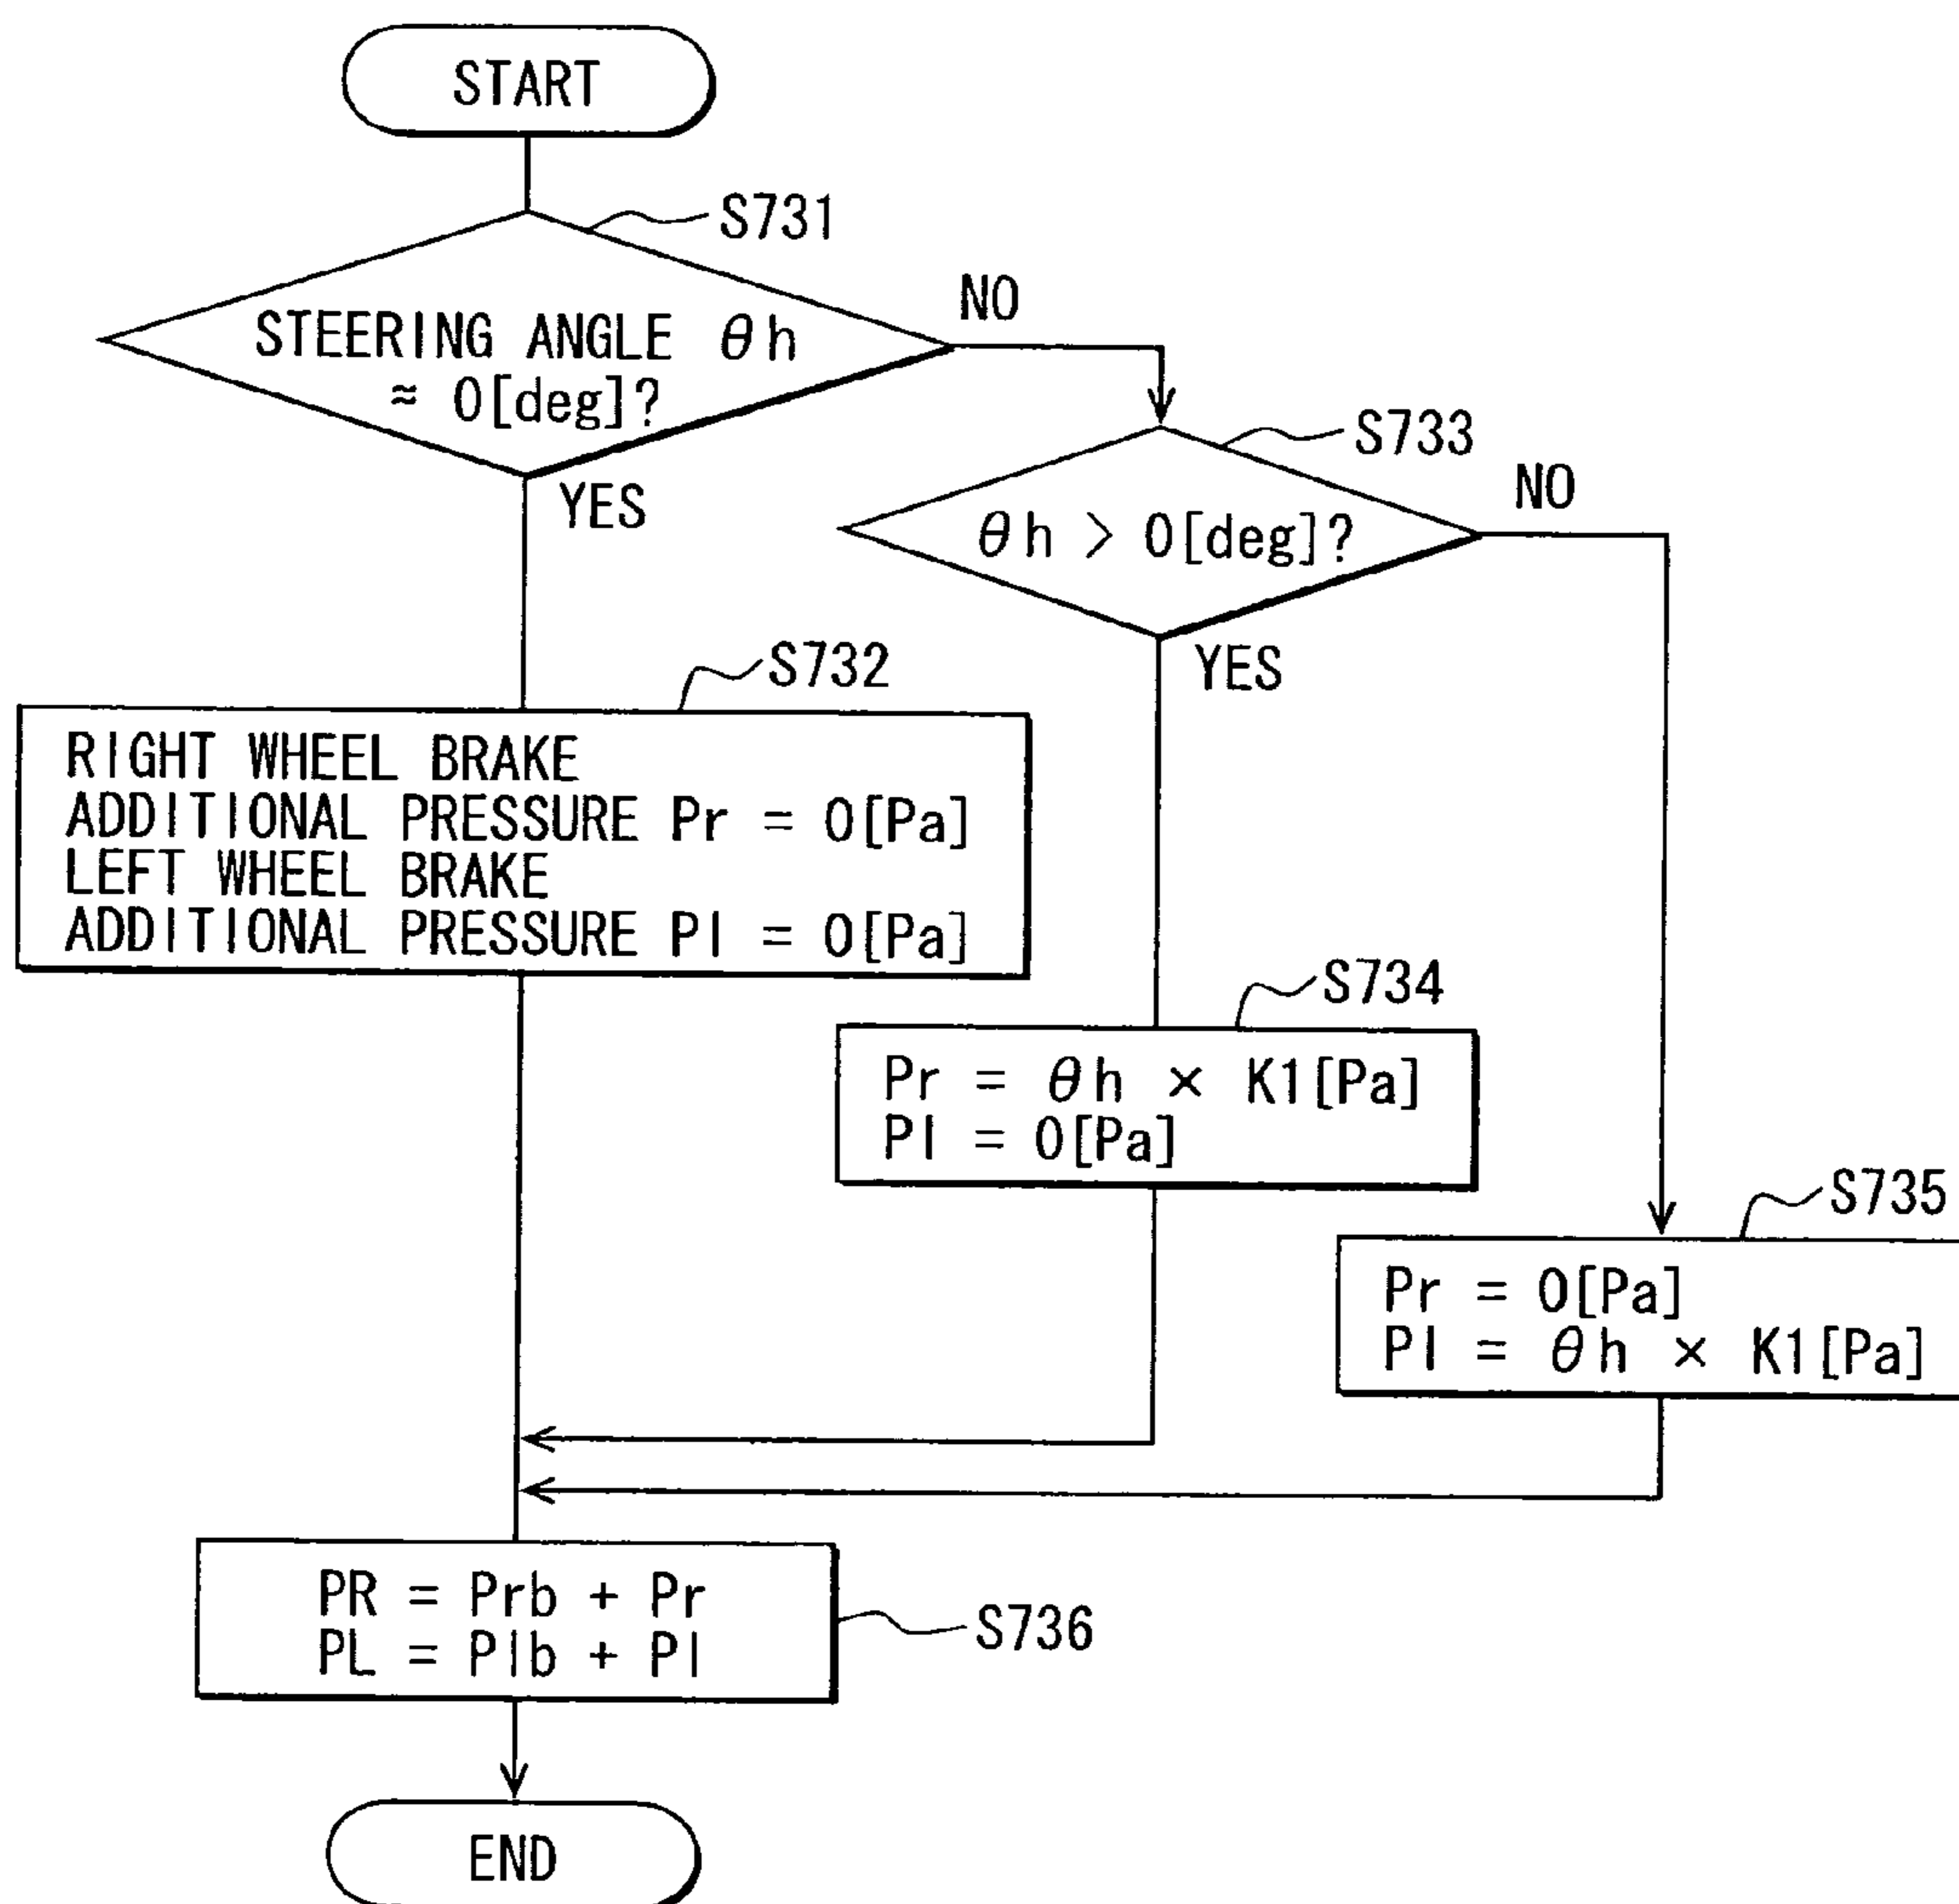 START
S731
STEERING ANGLE θh
≈ 0[deg]?
NO
YES
S733
θh > 0[deg]?
NO
YES
S732
RIGHT WHEEL BRAKE
ADDITIONAL PRESSURE Pr = 0[Pa]
LEFT WHEEL BRAKE
ADDITIONAL PRESSURE Pl = 0[Pa]
S734
Pr = θh × K1[Pa]
Pl = 0[Pa]
S735
Pr = 0[Pa]
Pl = θh × K1[Pa]
PR = Prb + Pr
PL = Plb + Pl
S736
END